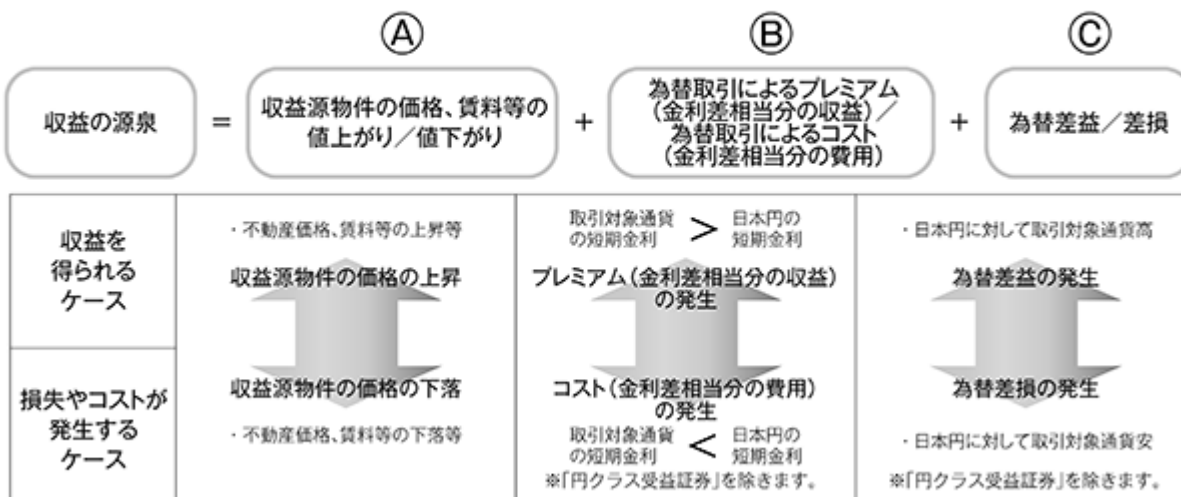 Ⓐ
Ⓑ
Ⓒ
収益の源泉
=
収益源物件の価格、賃料等の
値上がり／値下がり
+
為替取引によるプレミアム
（金利差相当分の収益）／
為替取引によるコスト
（金利差相当分の費用）
+
為替差益／差損
収益を
得られる
ケース
・不動産価格、賃料等の上昇等
収益源物件の価格の上昇
取引対象通貨
の短期金利
>
日本円の
短期金利
プレミアム（金利差相当分の収益）
の発生
・日本円に対して取引対象通貨高
為替差益の発生
損失やコストが
発生する
ケース
収益源物件の価格の下落
・不動産価格、賃料等の下落等
コスト（金利差相当分の費用）
の発生
取引対象通貨
の短期金利
<
日本円の
短期金利
※「円クラス受益証券」を除きます。
為替差損の発生
・日本円に対して取引対象通貨安
※「円クラス受益証券」を除きます。